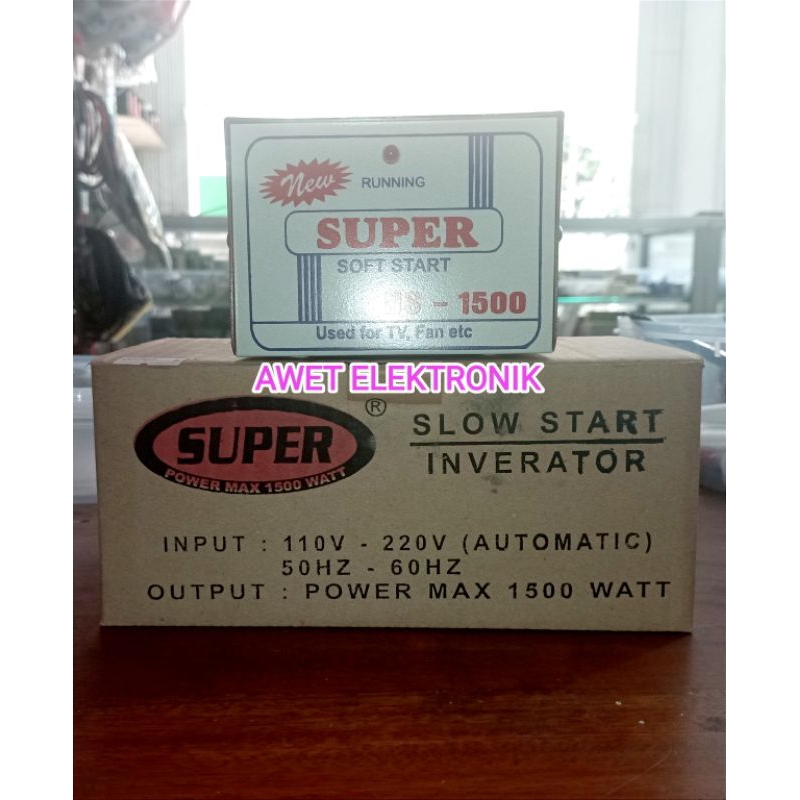 New
RUNNING
SUPER
SOFT START
- 1500
Used for TV, Fan etc
AWET ELEKTRONIK
SUPER ®
POWER MAX 1500 WATT
SLOW START
INVERATOR
INPUT : 110V - 220V (AUTOMATIC)
50HZ - 60HZ
OUTPUT : POWER MAX 1500 WATT